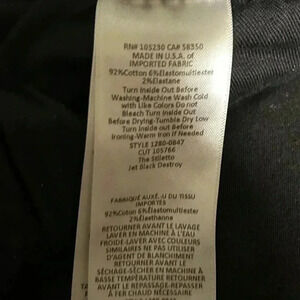 RN# 105230 CA# 58350
MADE IN U.S.A. of
IMPORTED FABRIC
92%Cotton 6%Elastomultiester
2%Elastane
Turn Inside Out Before
Washing-Machine Wash Cold
with Like Colors Do not
Bleach Turn Inside Out
Before Drying-Tumble Dry Low
Turn Inside Out Before
Ironing-Warm Iron If Needed
STYLE 1280-0847
CUT 105766
The Stiletto
Jet Black Destroy
FABRIQUÉ AUX É.-U DU TISSU
IMPORTÉS
92%Coton 6%Élastomultiester
2%Élasthanne
RETOURNER AVANT LE LAVAGE
LAVER EN MACHINE À L'EAU
FROIDE-LAVER AVEC COULEURS
SIMILAIRES NE PAS UTILISER
D'AGENT DE BLANCHIMENT
RETOURNER AVANT LE
SÉCHAGE-SÉCHER EN MACHINE À
BASSE TEMPÉRATURE RETOURNER
AVANT LE REPASSAGE-REPASSER
À FER CHAUD SI NÉCESSAIRE